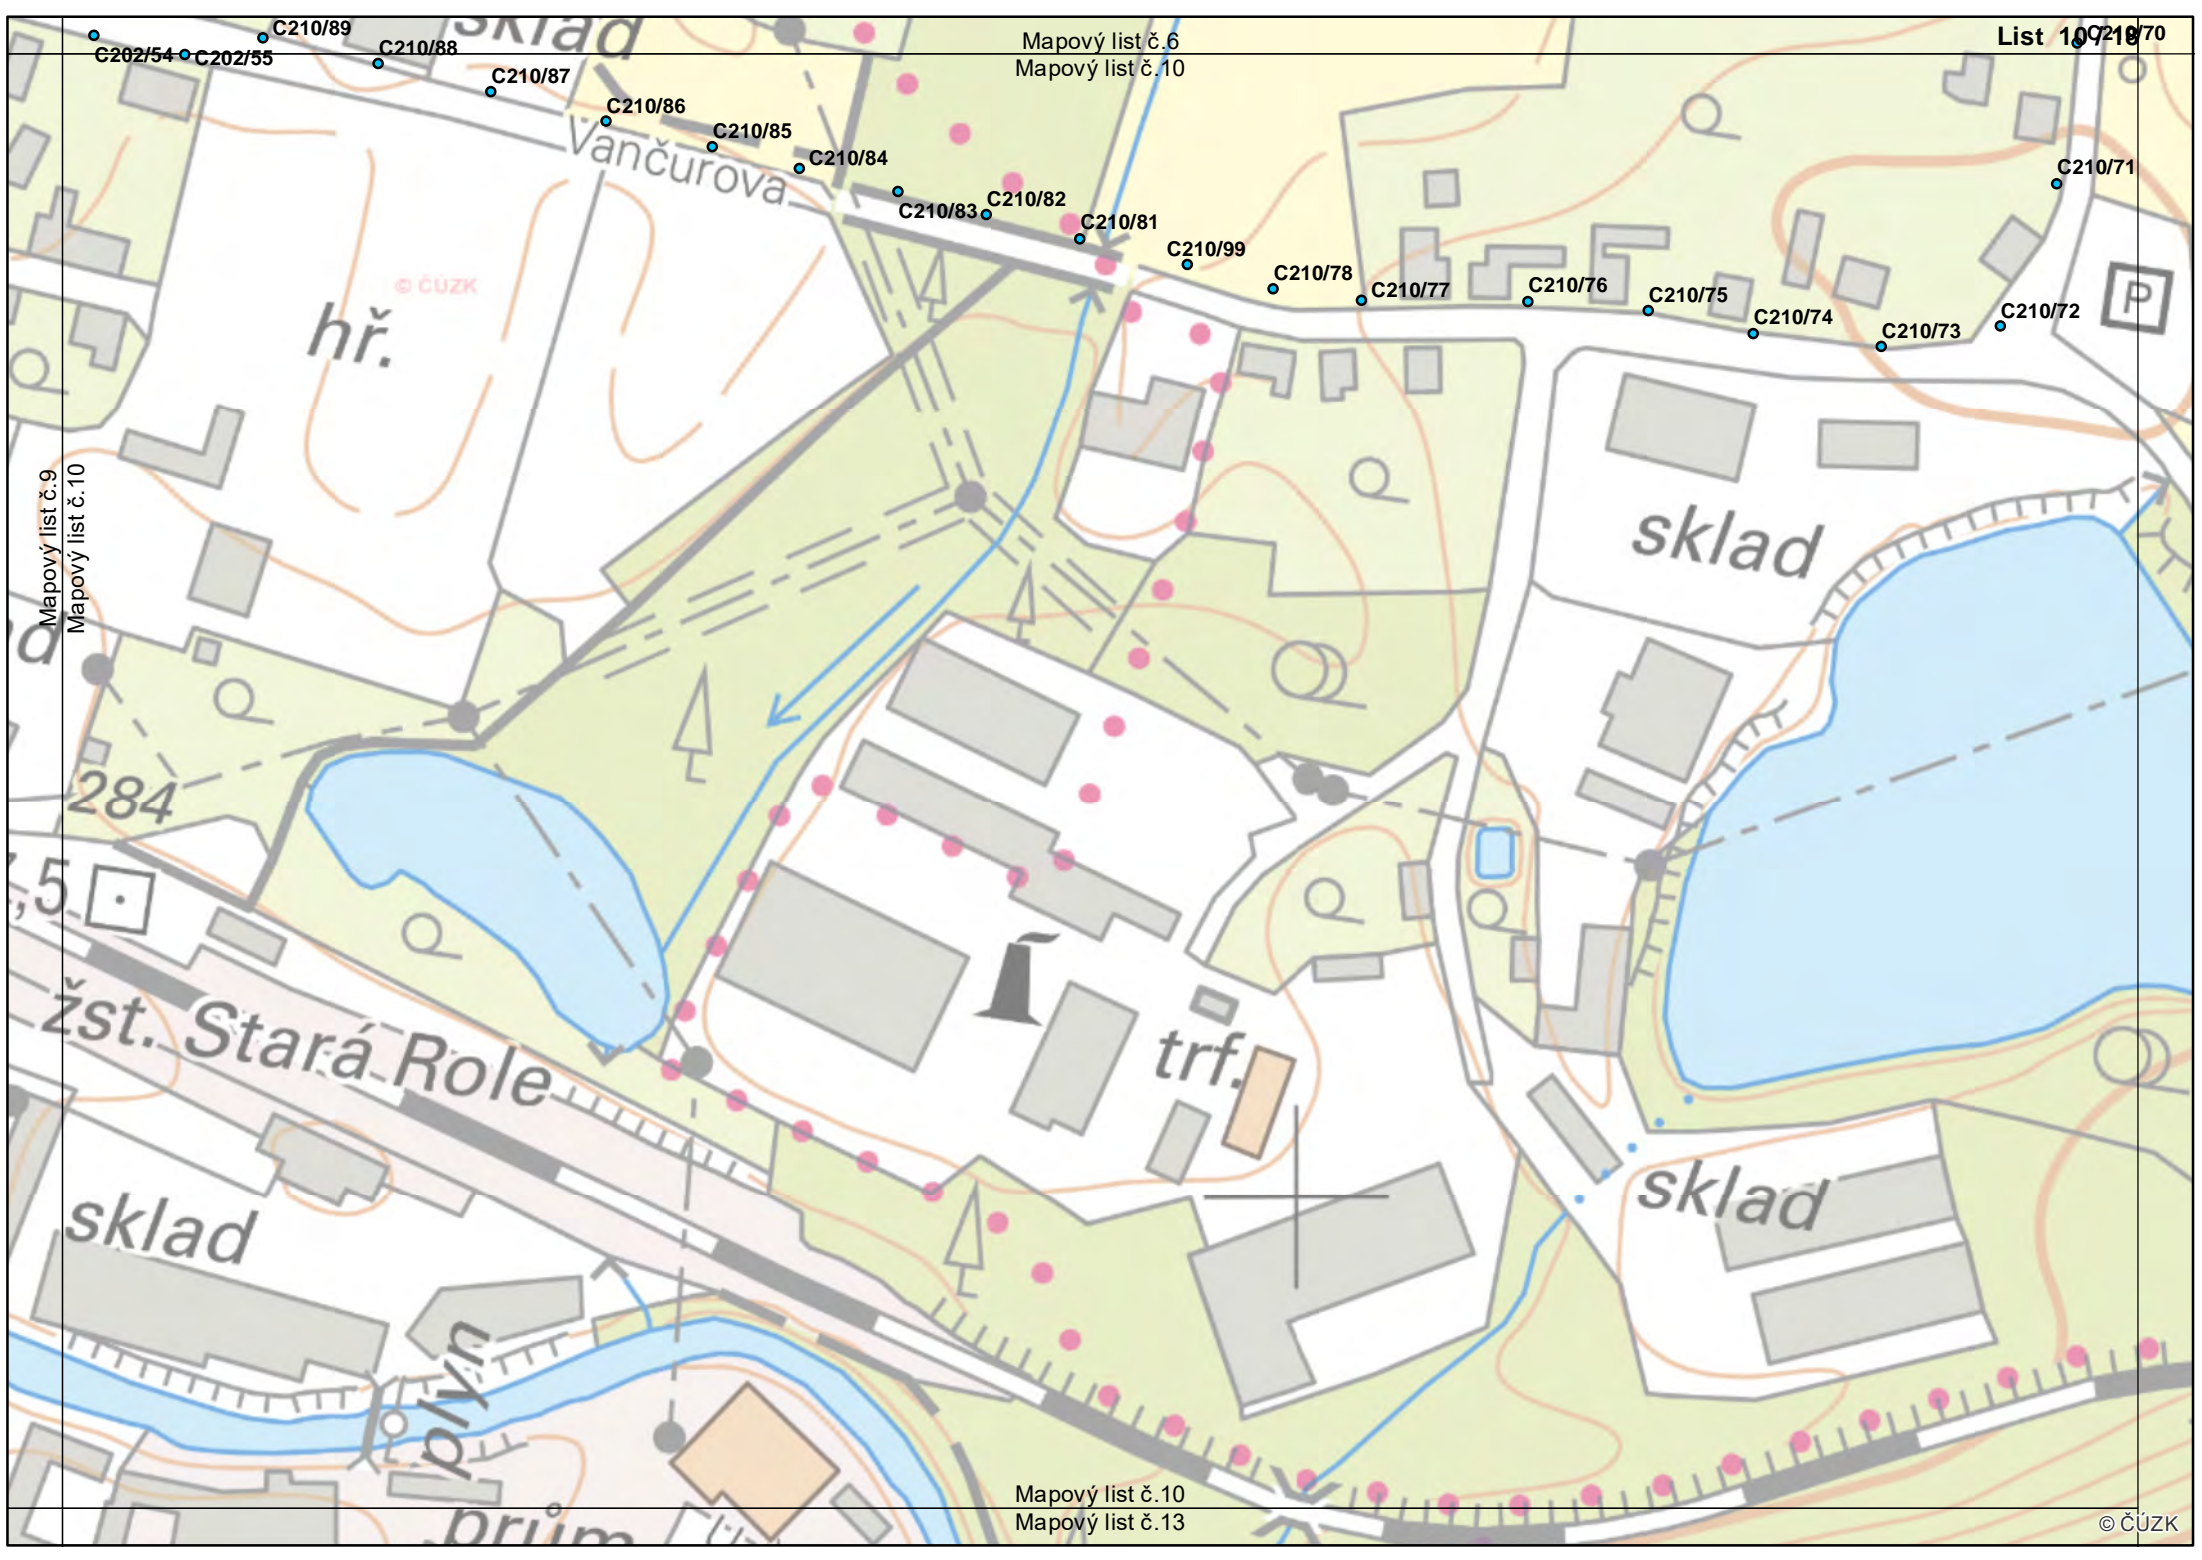 sklad
Mapový list č.6
Mapový list č.10
List 10 / 18
C210/70
C210/89
C202/54
C202/55
C210/88
C210/87
C210/86
C210/85
C210/84
Vančurova
C210/83
C210/82
C210/81
C210/99
C210/78
C210/77
C210/76
C210/75
C210/74
C210/73
C210/72
C210/71
P
© ČÚZK
hř.
Mapový list č.9
Mapový list č.10
sklad
d
284
,5
žst. Stará Role
trf.
sklad
sklad
plyn
prům
Mapový list č.10
Mapový list č.13
© ČÚZK